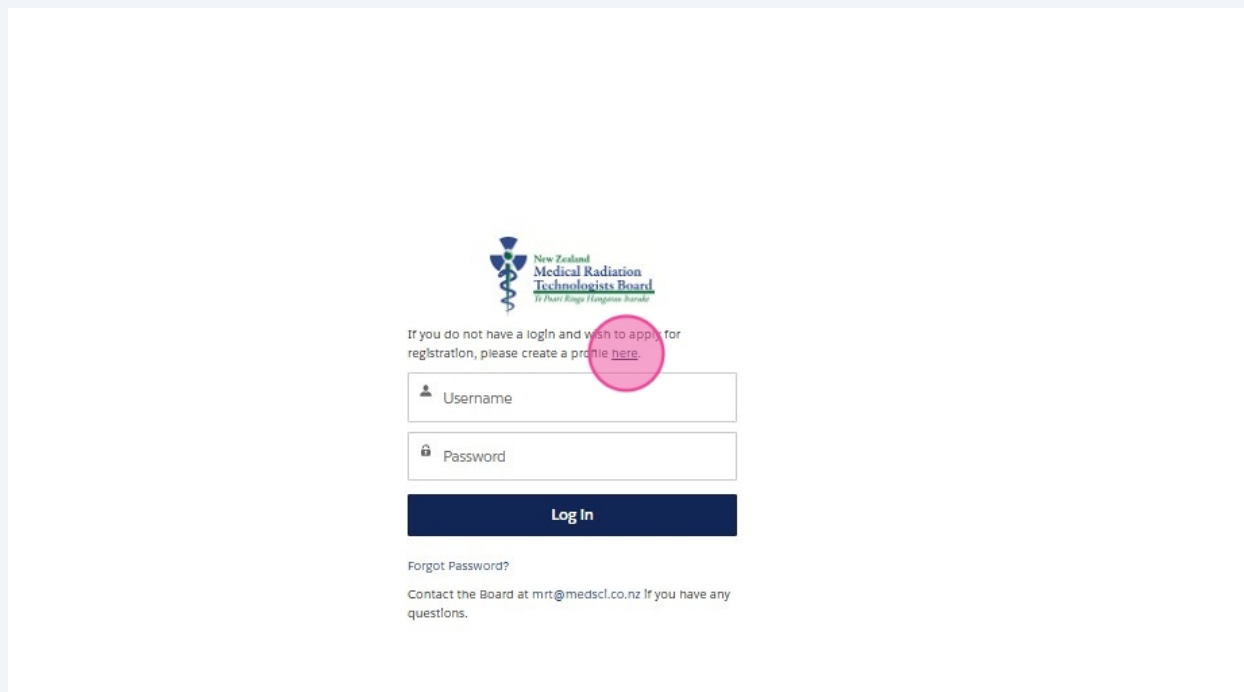 New Zealand
Medical Radiation
Technologists Board
If you do not have a login and wish to apply for
registration, please create a profile here.
Username
Password
Log In
Forgot Password?
Contact the Board at mrt@medscl.co.nz if you have any
questions.